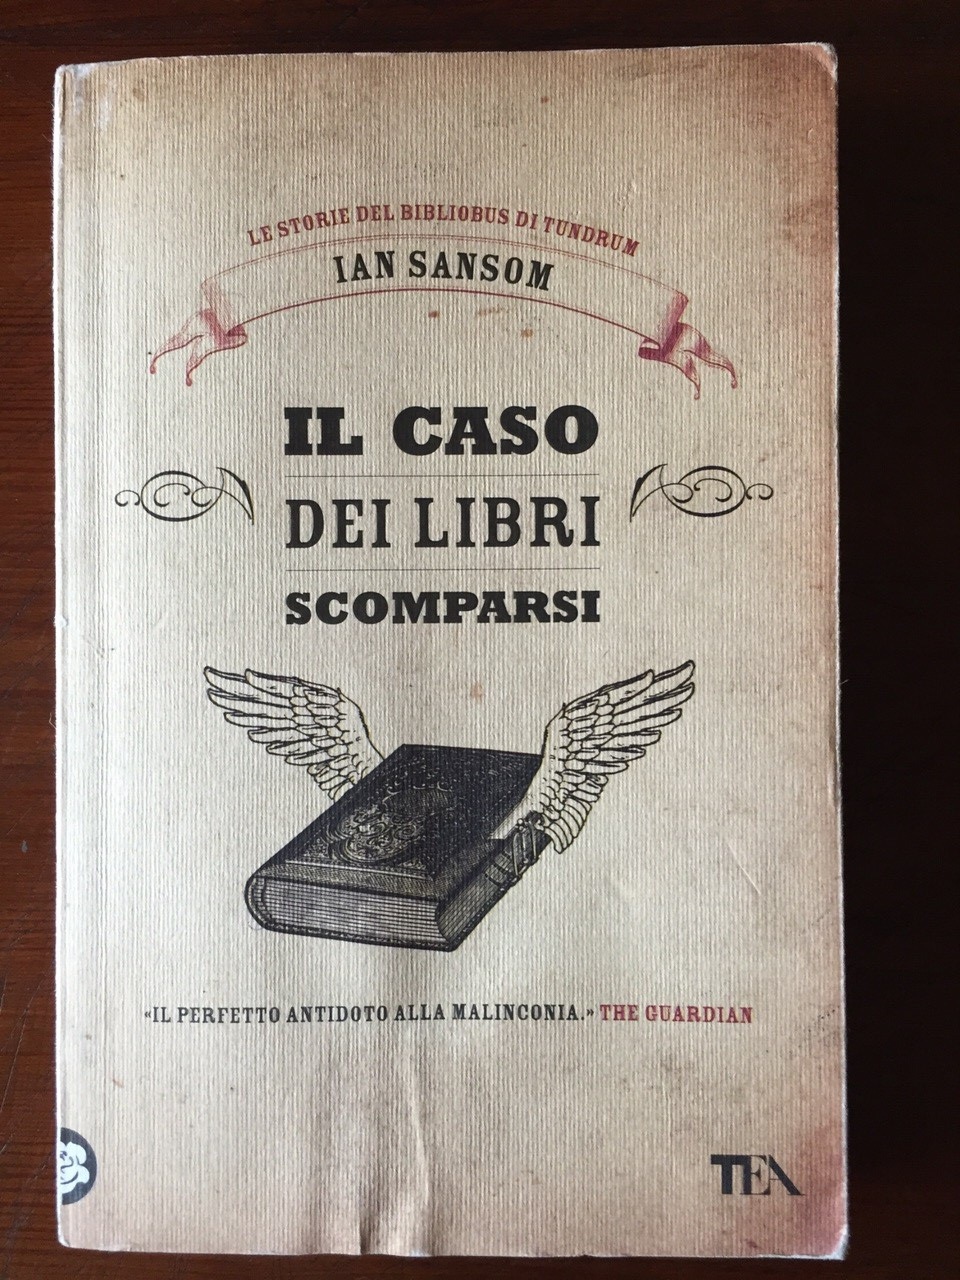 LE STORIE DEL BIBLIOBUS DI TUNDRUM
IAN SANSOM
IL CASO
DEI LIBRI
SCOMPARSI
«IL PERFETTO ANTIDOTO ALLA MALINCONIA.» THE GUARDIAN
TEA